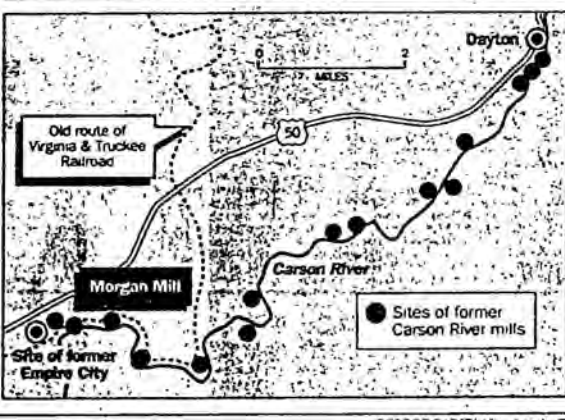 Dayton
0 2
MILES
Old route of
Virginia & Truckee
Railroad
50
Morgan Mill
Carson River
Sites of former
Carson River mills
Site of former
Empire City